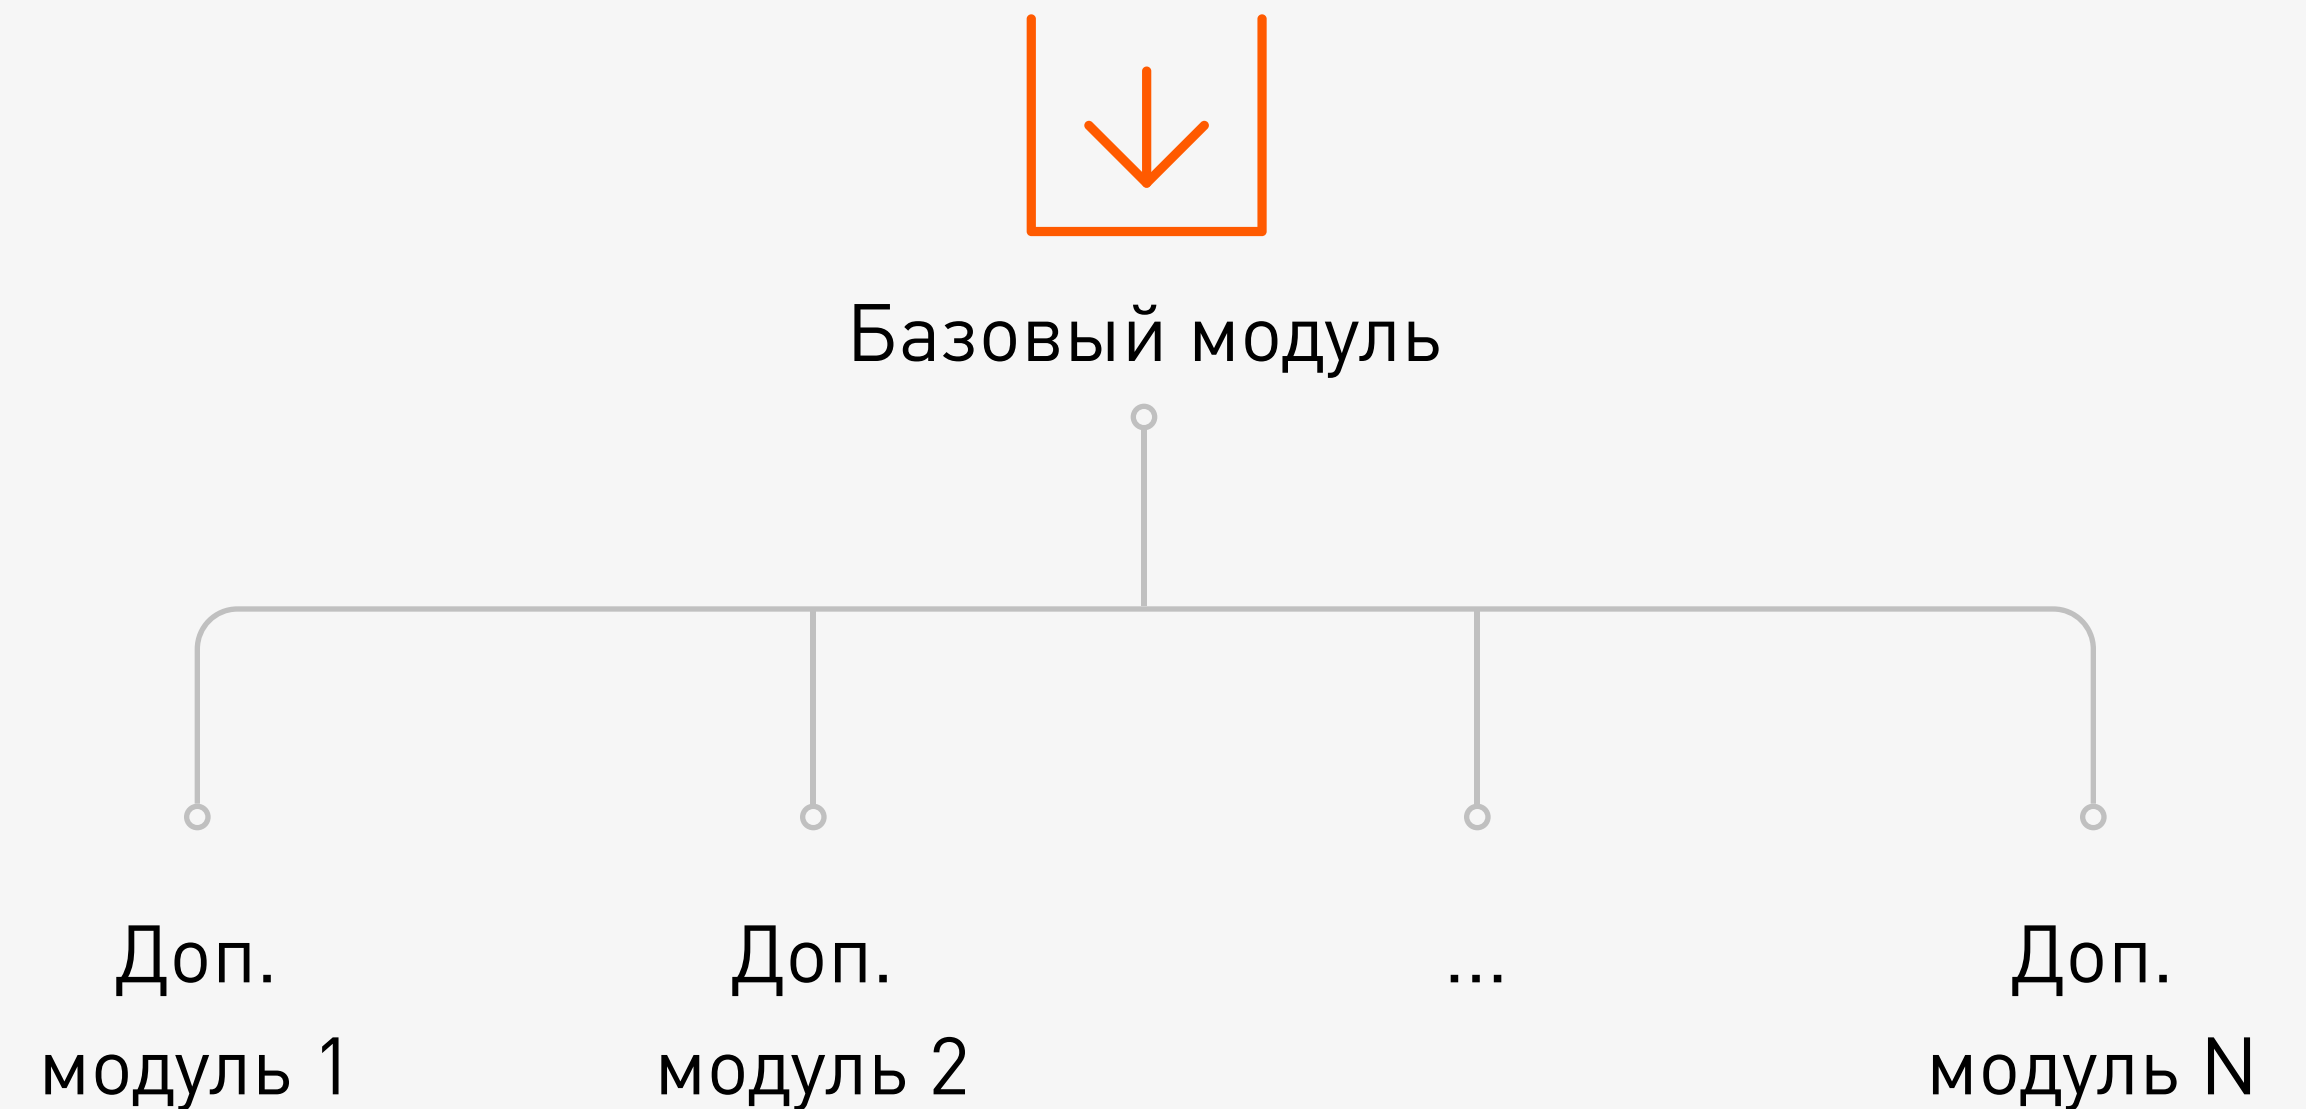 Базовый модуль
Доп.
модуль 1
Доп.
модуль 2
...
Доп.
модуль N